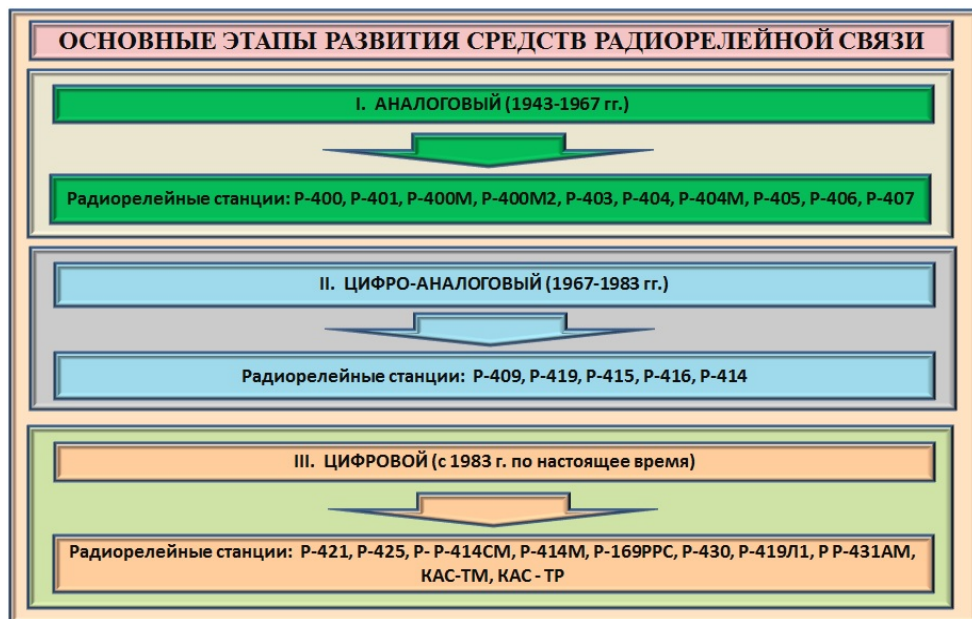 ОСНОВНЫЕ ЭТАПЫ РАЗВИТИЯ СРЕДСТВ РАДИОРЕЛЕЙНОЙ СВЯЗИ
I. АНАЛОГОВЫЙ (1943-1967 гг.)
Радиорелейные станции: Р-400, Р-401, Р-400М, Р-400М2, Р-403, Р-404, Р-404М, Р-405, Р-406, Р-407
II. ЦИФРО-АНАЛОГОВЫЙ (1967-1983 гг.)
Радиорелейные станции: Р-409, Р-419, Р-415, Р-416, Р-414
III. ЦИФРОВОЙ (с 1983 г. по настоящее время)
Радиорелейные станции: Р-421, Р-425, Р- Р-414СМ, Р-414М, Р-169РРС, Р-430, Р-419Л1, Р Р-431АМ,
КАС-ТМ, КАС - ТР